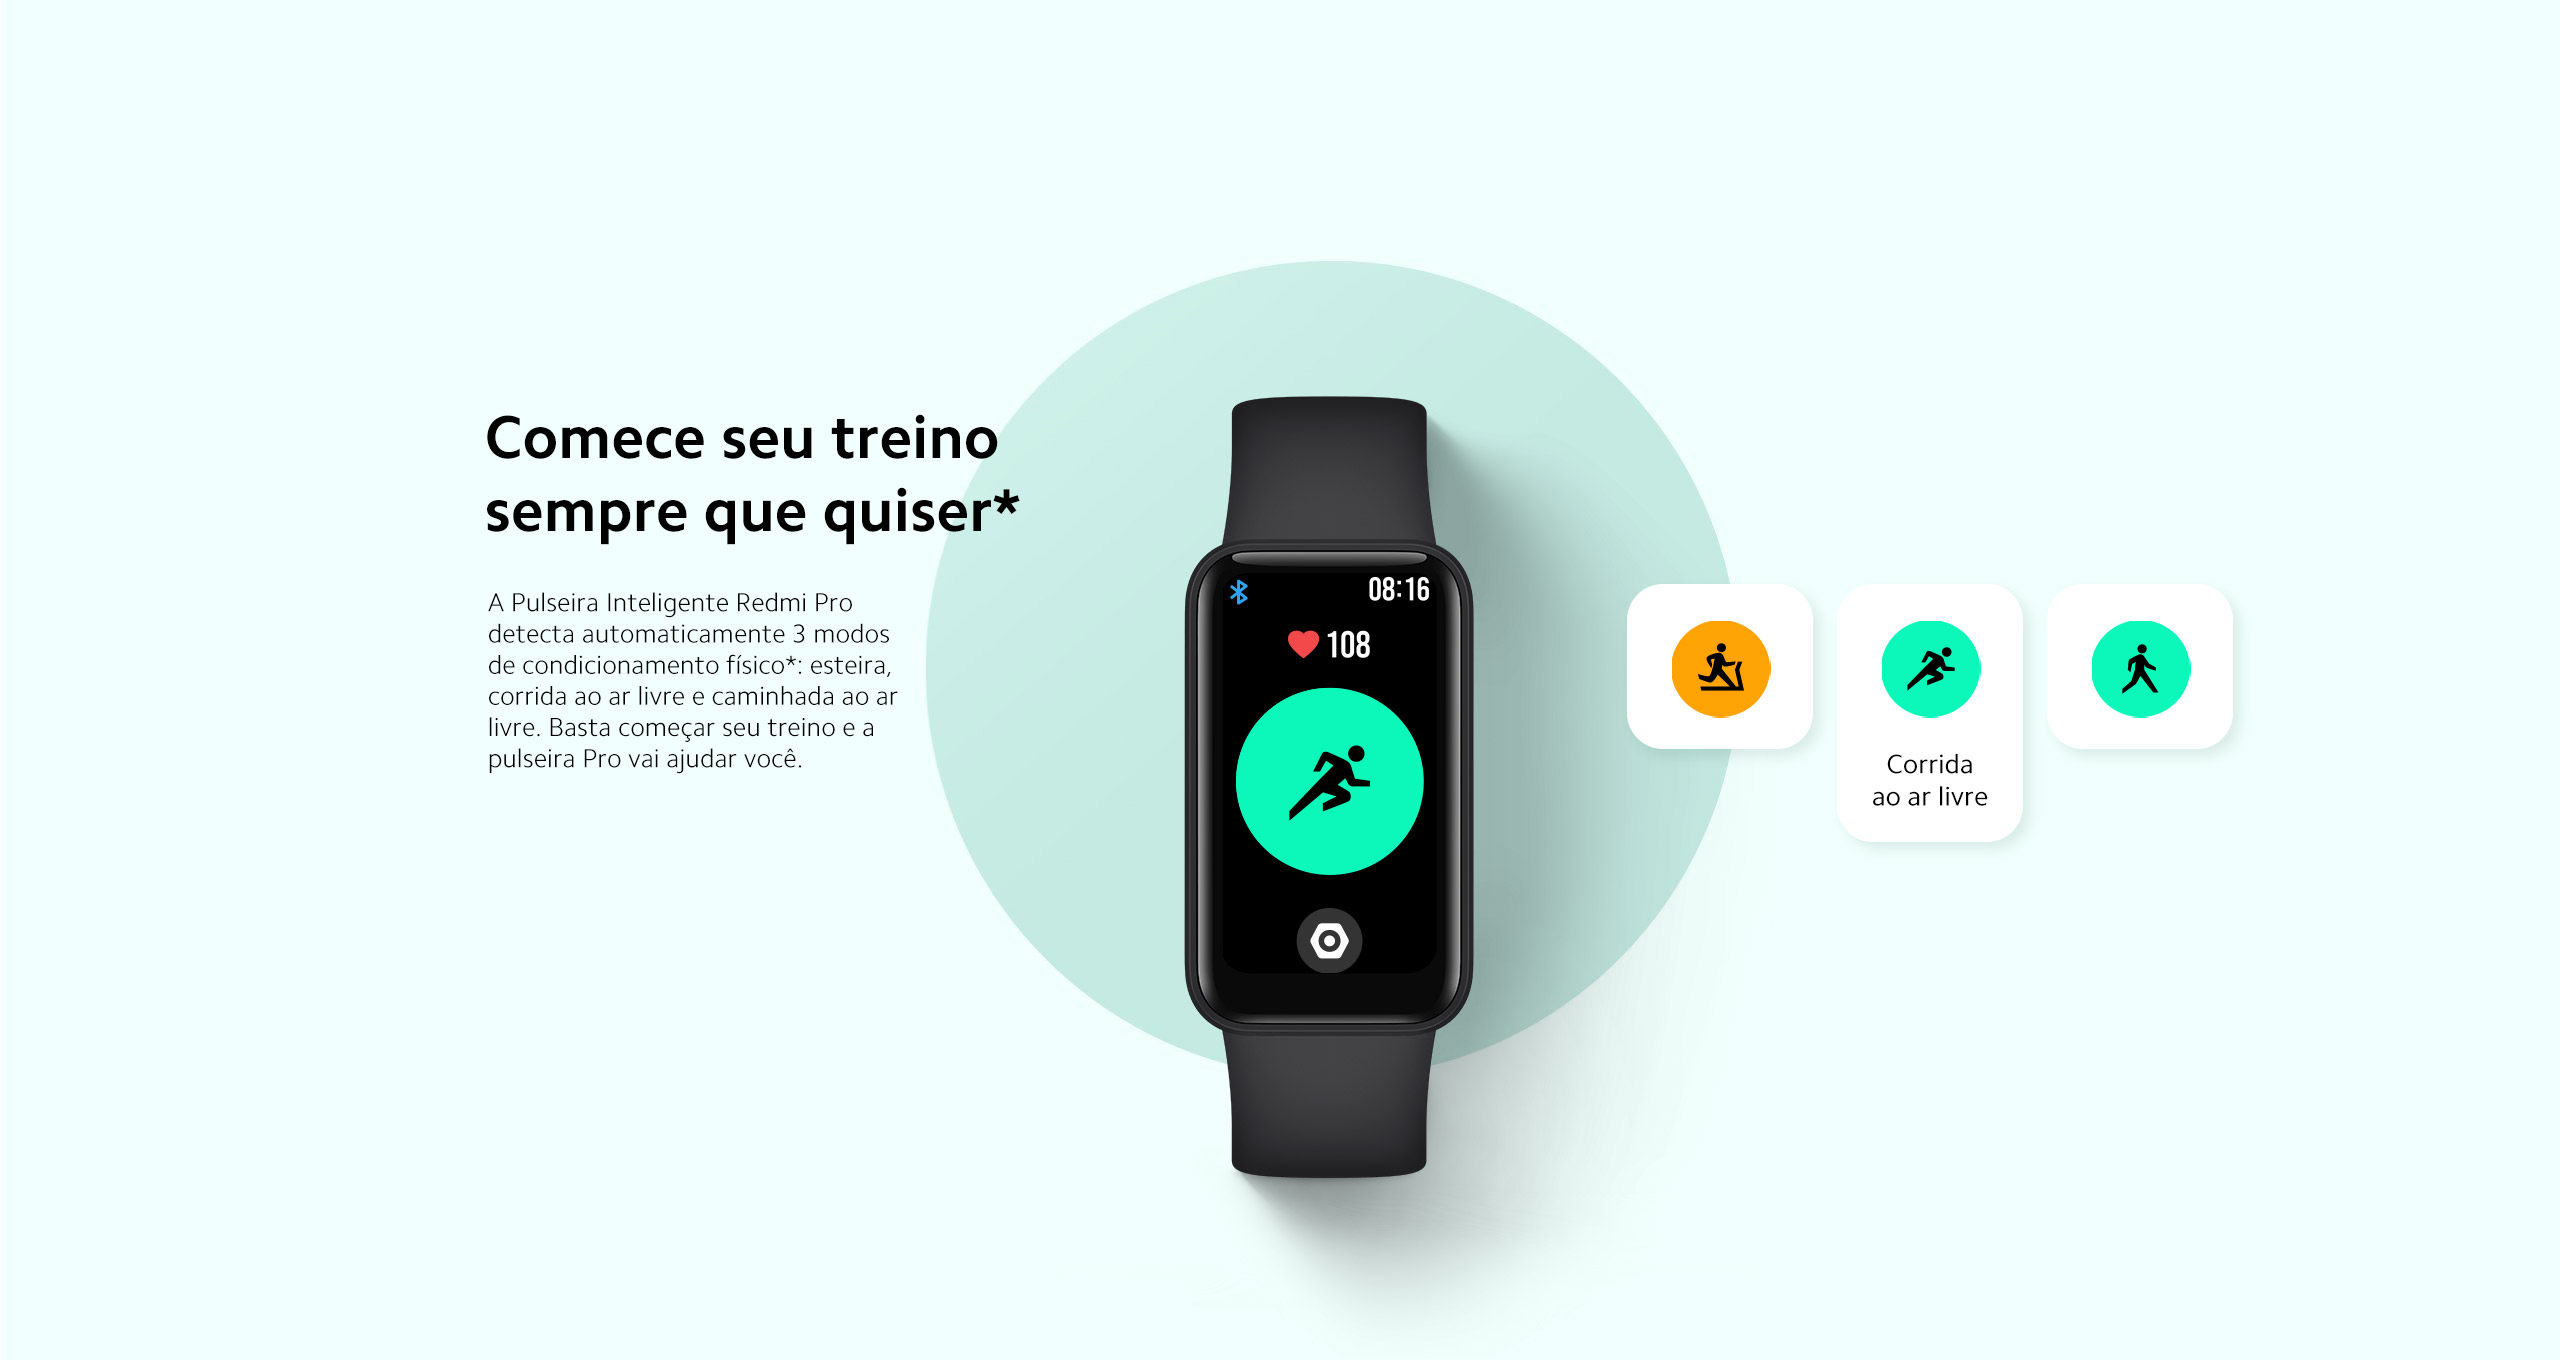 Comece seu treino
sempre que quiser*
A Pulseira Inteligente Redmi Pro
detecta automaticamente 3 modos
de condicionamento físico*: esteira,
corrida ao ar livre e caminhada ao ar
livre. Basta começar seu treino e a
pulseira Pro vai ajudar você.
08:16
108
Corrida
ao ar livre